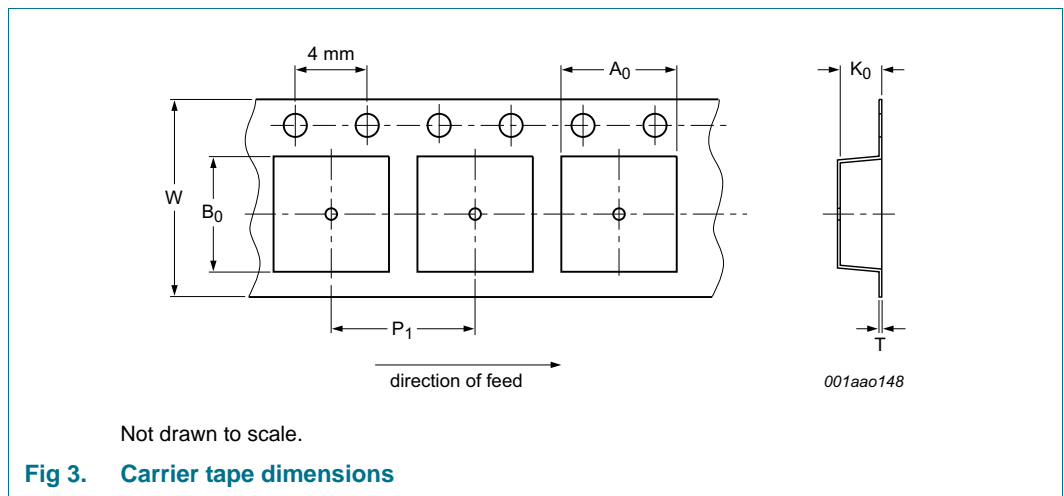 4 mm
A0
K0
W
B0
P1
T
direction of feed
001aao148
Not drawn to scale.
Fig 3. Carrier tape dimensions